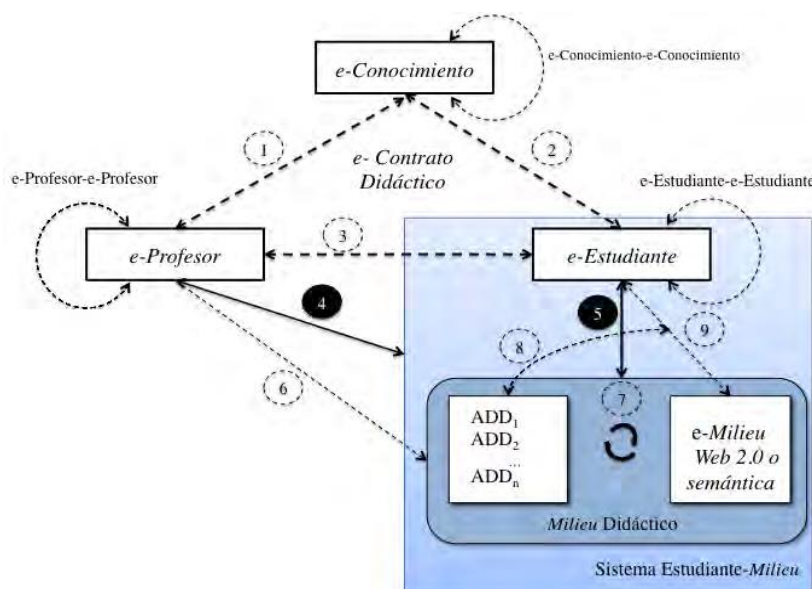 e-Conocimiento
e-Conocimiento-e-Conocimiento
1
2
e- Contrato
Didáctico
e-Profesor-e-Profesor
e-Estudiante-e-Estudiante
e-Profesor
3
e-Estudiante
4
5
9
8
6
7
ADD1
ADD2
...
ADDn
e-Milieu
Web 2.0 o
semántica
Milieu Didáctico
Sistema Estudiante-Milieu